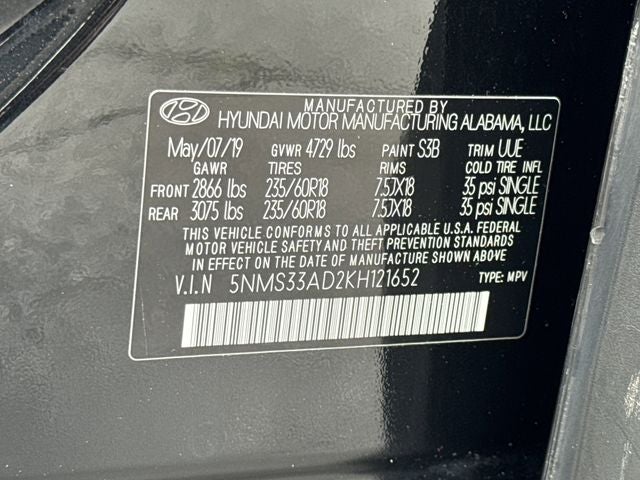 MANUFACTURED BY
HYUNDAI MOTOR MANUFACTURING ALABAMA, LLC
May/07/19 GVWR 4729 lbs PAINT S3B TRIM UUE
GAWR TIRES RIMS COLD TIRE INFL
FRONT 2866 lbs 235/60R18 7.5JX18 35 psi SINGLE
REAR 3075 lbs 235/60R18 7.5JX18 35 psi SINGLE
THIS VEHICLE CONFORMS TO ALL APPLICABLE U.S.A. FEDERAL
MOTOR VEHICLE SAFETY AND THEFT PREVENTION STANDARDS
IN EFFECT ON THE DATE OF MANUFACTURE SHOWN ABOVE
V.I.N 5NMS33AD2KH121652 TYPE: MPV